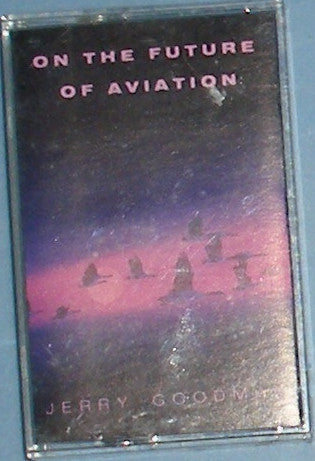 ON THE FUTURE
OF AVIATION
JERRY